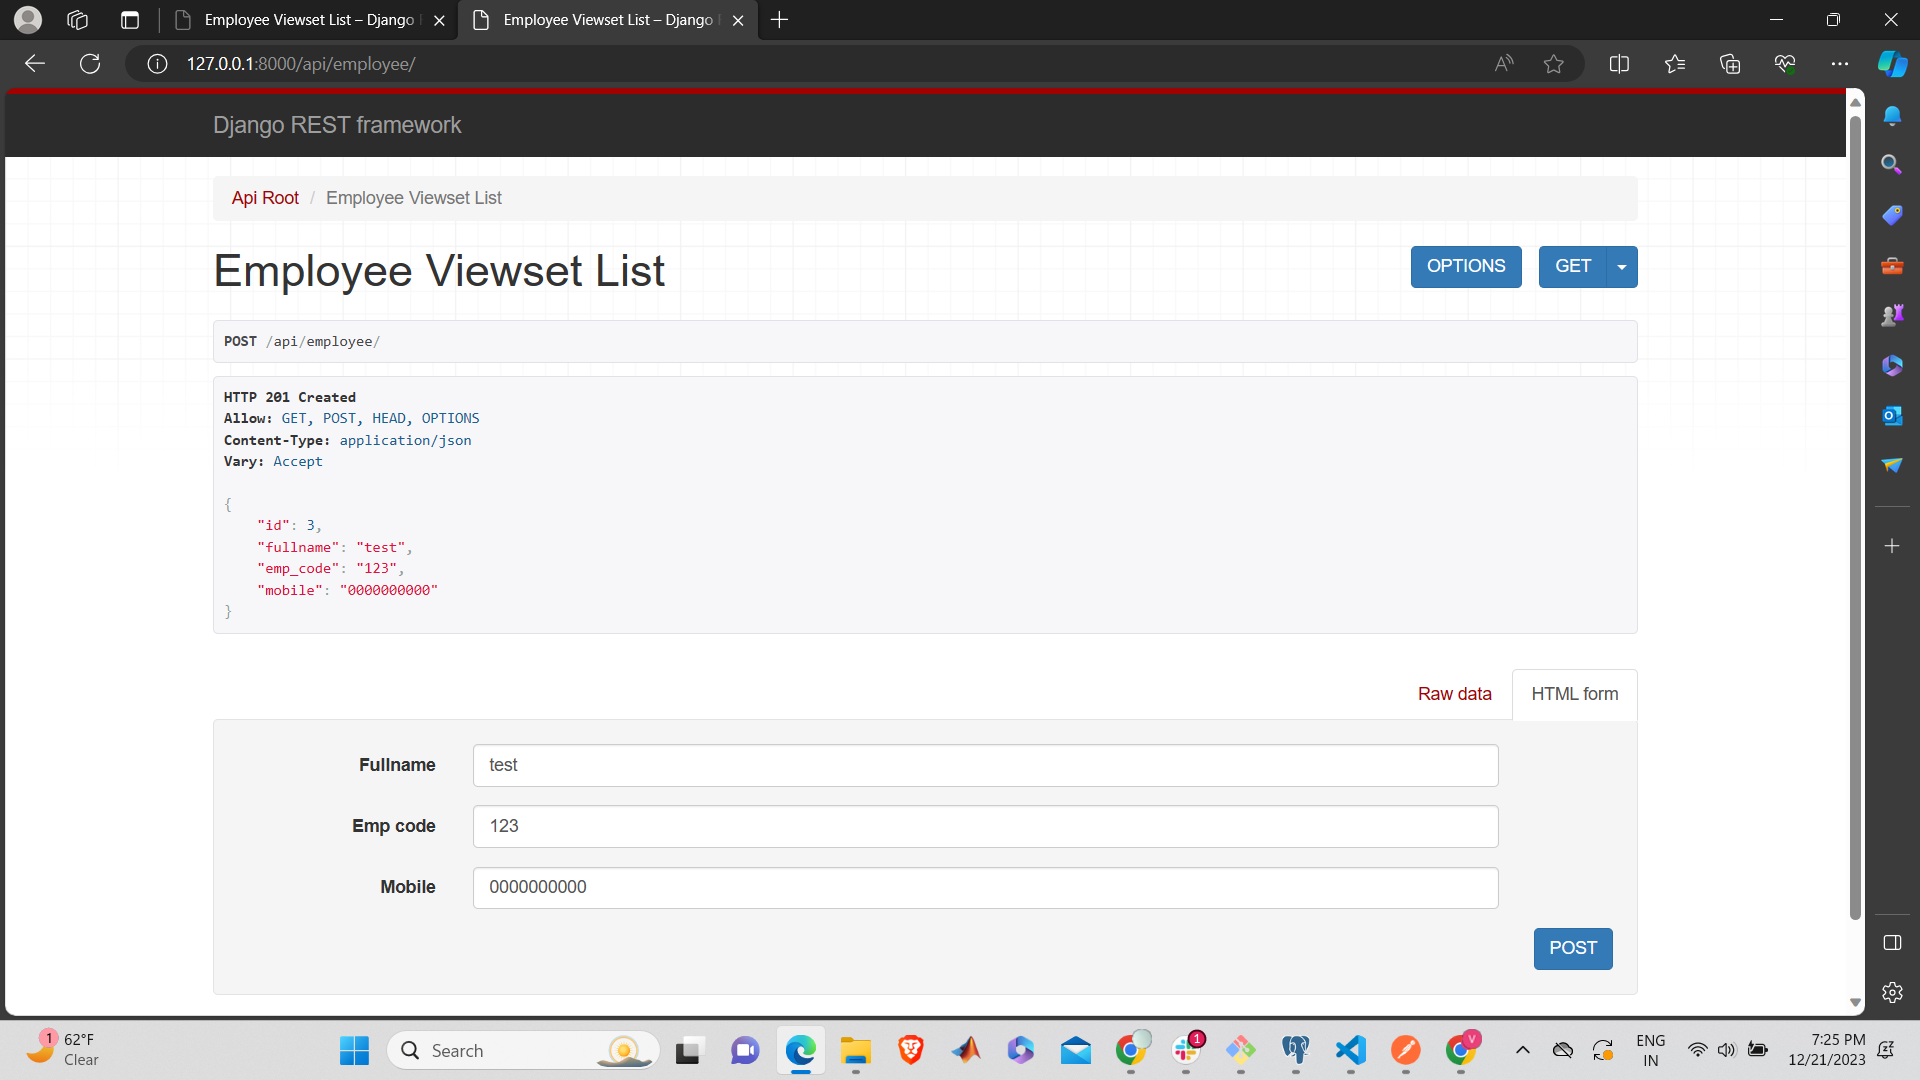 Employee Viewset List – Django
Employee Viewset List – Django
127.0.0.1:8000/api/employee/
Django REST framework
Api Root / Employee Viewset List
Employee Viewset List
OPTIONS
GET
POST /api/employee/
HTTP 201 Created
Allow: GET, POST, HEAD, OPTIONS
Content-Type: application/json
Vary: Accept
{
"id": 3,
"fullname": "test",
"emp_code": "123",
"mobile": "0000000000"
}
Raw data
HTML form
Fullname
test
Emp code
123
Mobile
0000000000
POST
1
62°F
Clear
Search
1
V
ENG
IN
7:25 PM
12/21/2023